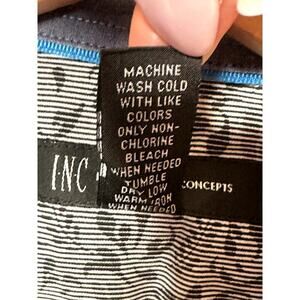 MACHINE
WASH COLD
WITH LIKE
COLORS
ONLY NON-
CHLORINE
BLEACH
WHEN NEEDED
TUMBLE
DRY LOW
WARM IRON
WHEN NEEDED
I·N·C
CONCEPTS